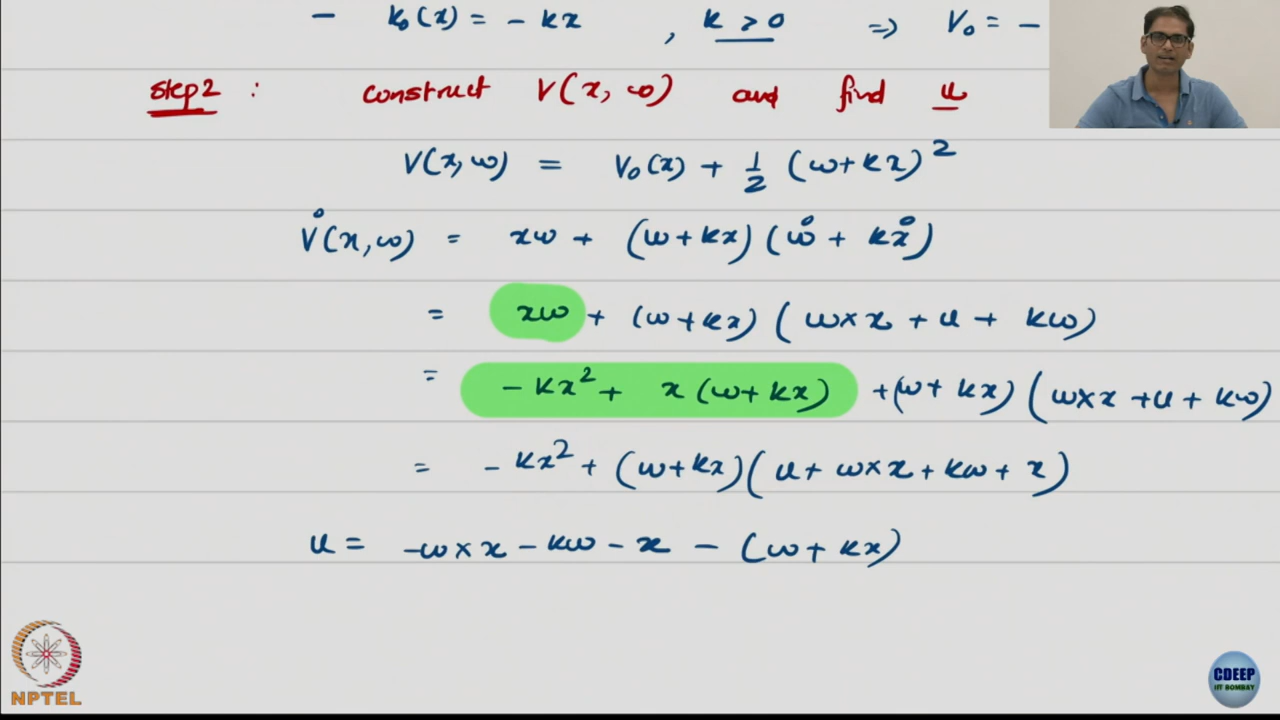 - k₀(x) = - kx , k > 0 ⇒ V₀ = -
step 2 : construct V(x, ω) and find u
V(x, ω) = V₀(x) + 1/2 (ω + kx)²
V̇(x, ω) = xω + (ω + kx)(ω̇ + kẋ)
= xω + (ω + kx)(ω × x + u + kω)
= - kx² + x(ω + kx) + (ω + kx)(ω × x + u + kω)
= - kx² + (ω + kx)(u + ω × x + kω + x)
u = -ω × x - kω - x - (ω + kx)
NPTEL
CDEEP
IIT BOMBAY